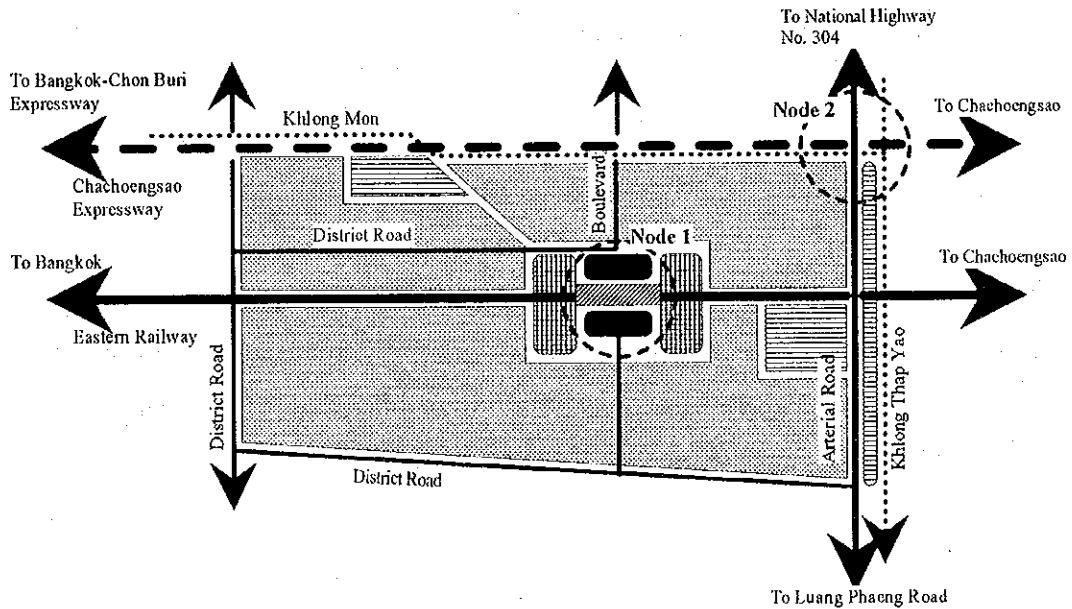 To National Highway
No. 304
To Bangkok-Chon Buri
Expressway
Khlong Mon
Node 2
To Chachoengsao
Chachoengsao
Expressway
Boulevard
District Road
Node 1
To Bangkok
To Chachoengsao
Eastern Railway
District Road
Arterial Road
Khlong Thap Yao
District Road
To Luang Phaeng Road